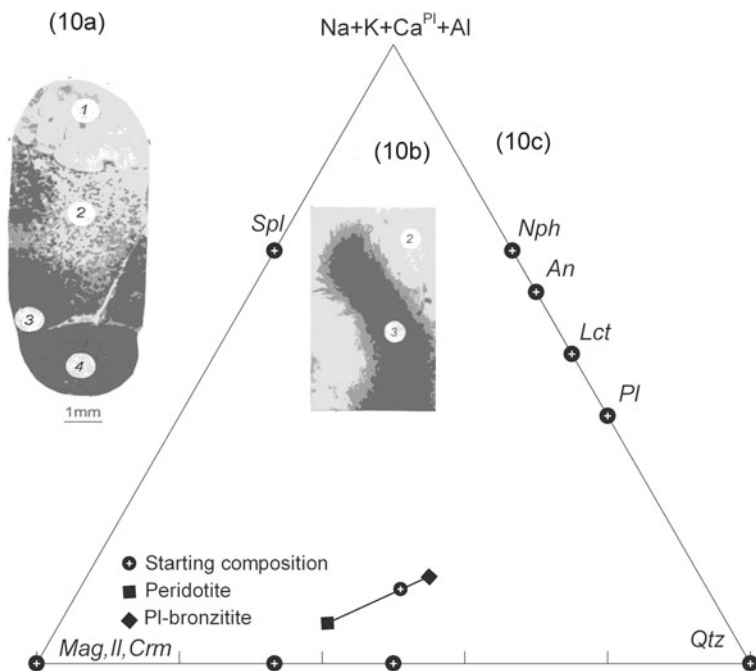 (10a)
Na+K+Ca^Pl+Al
1
2
3
4
1mm
(10b)
2
3
(10c)
Spl
Nph
An
Lct
Pl
Starting composition
Peridotite
Pl-bronzitite
Mag,Il,Crm
Qtz